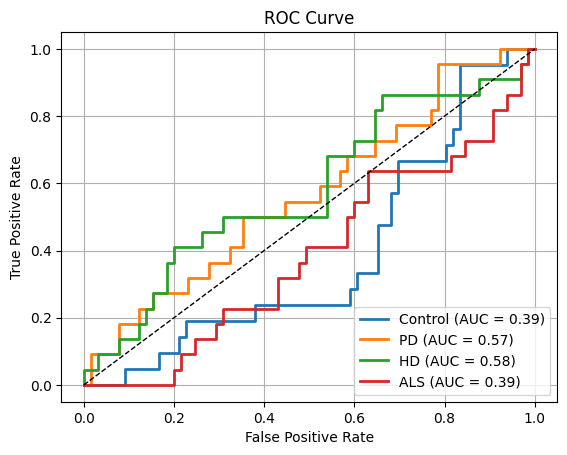 ROC Curve
True Positive Rate
1.0
0.8
0.6
0.4
0.2
0.0
Control (AUC = 0.39)
PD (AUC = 0.57)
HD (AUC = 0.58)
ALS (AUC = 0.39)
0.0 0.2 0.4 0.6 0.8 1.0
False Positive Rate